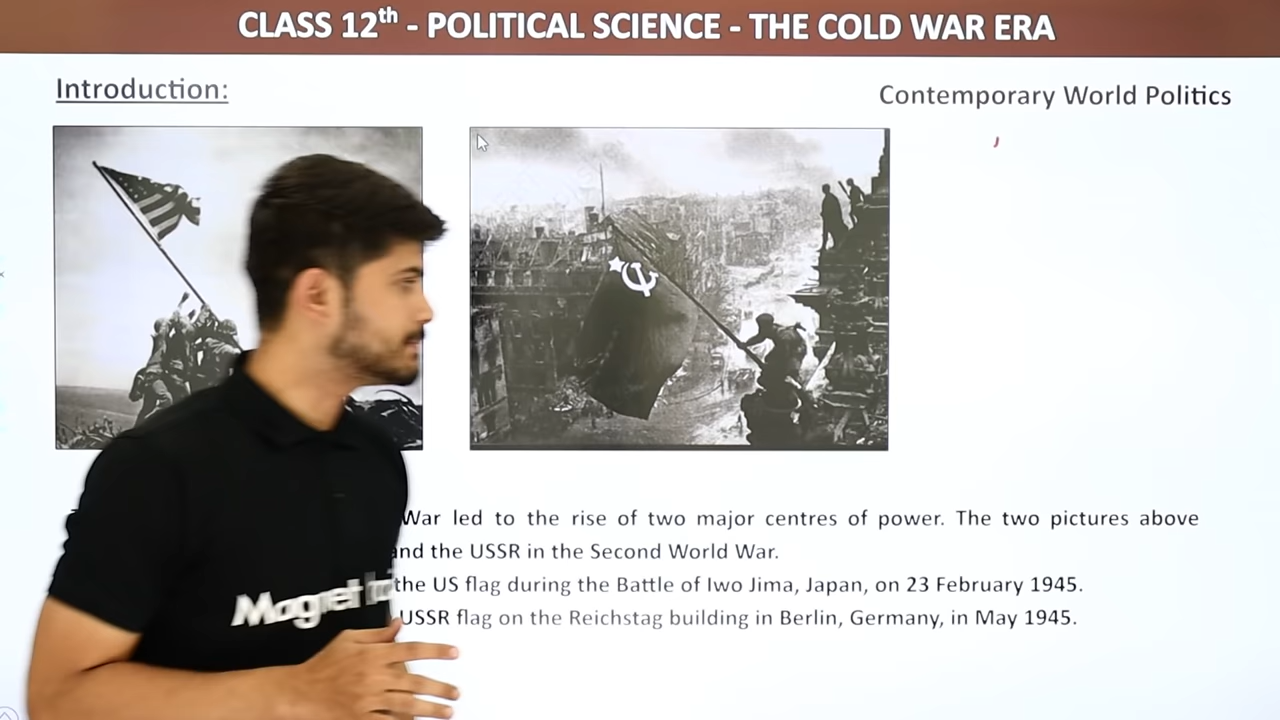 CLASS 12th - POLITICAL SCIENCE - THE COLD WAR ERA
Introduction:
Contemporary World Politics
War led to the rise of two major centres of power. The two pictures above
and the USSR in the Second World War.
the US flag during the Battle of Iwo Jima, Japan, on 23 February 1945.
USSR flag on the Reichstag building in Berlin, Germany, in May 1945.
Magnet